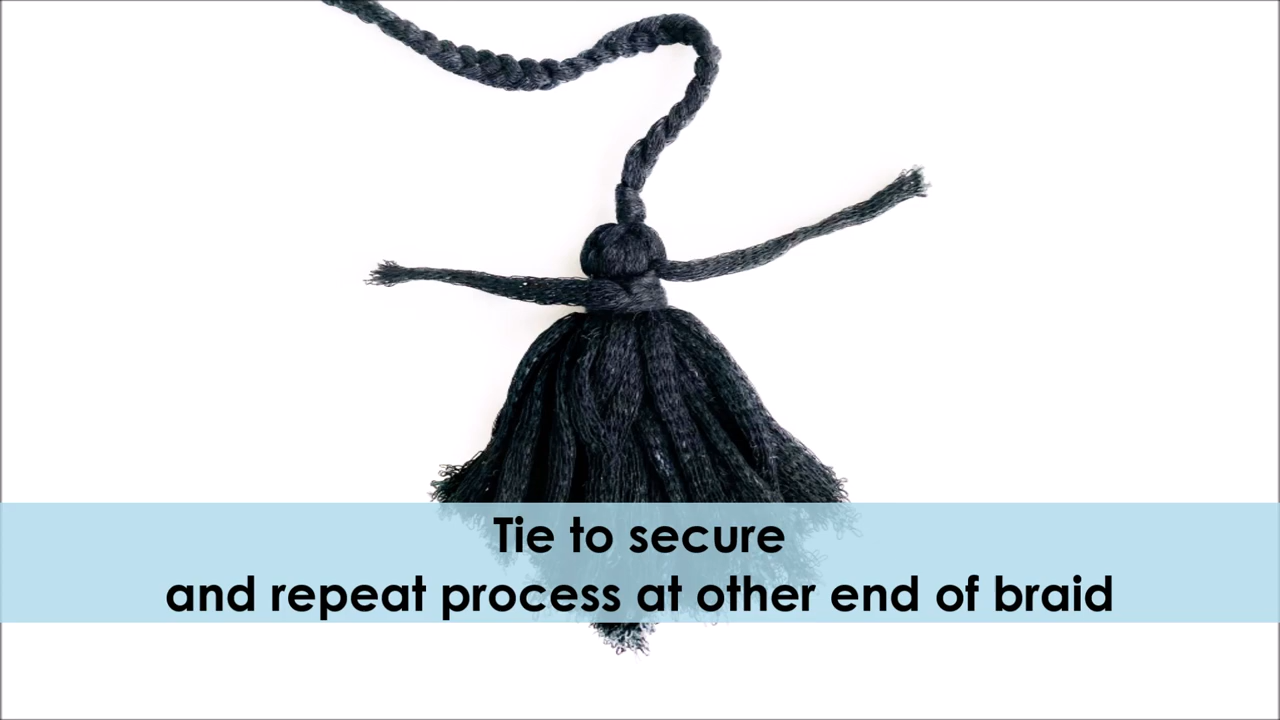 Tie to secure
and repeat process at other end of braid